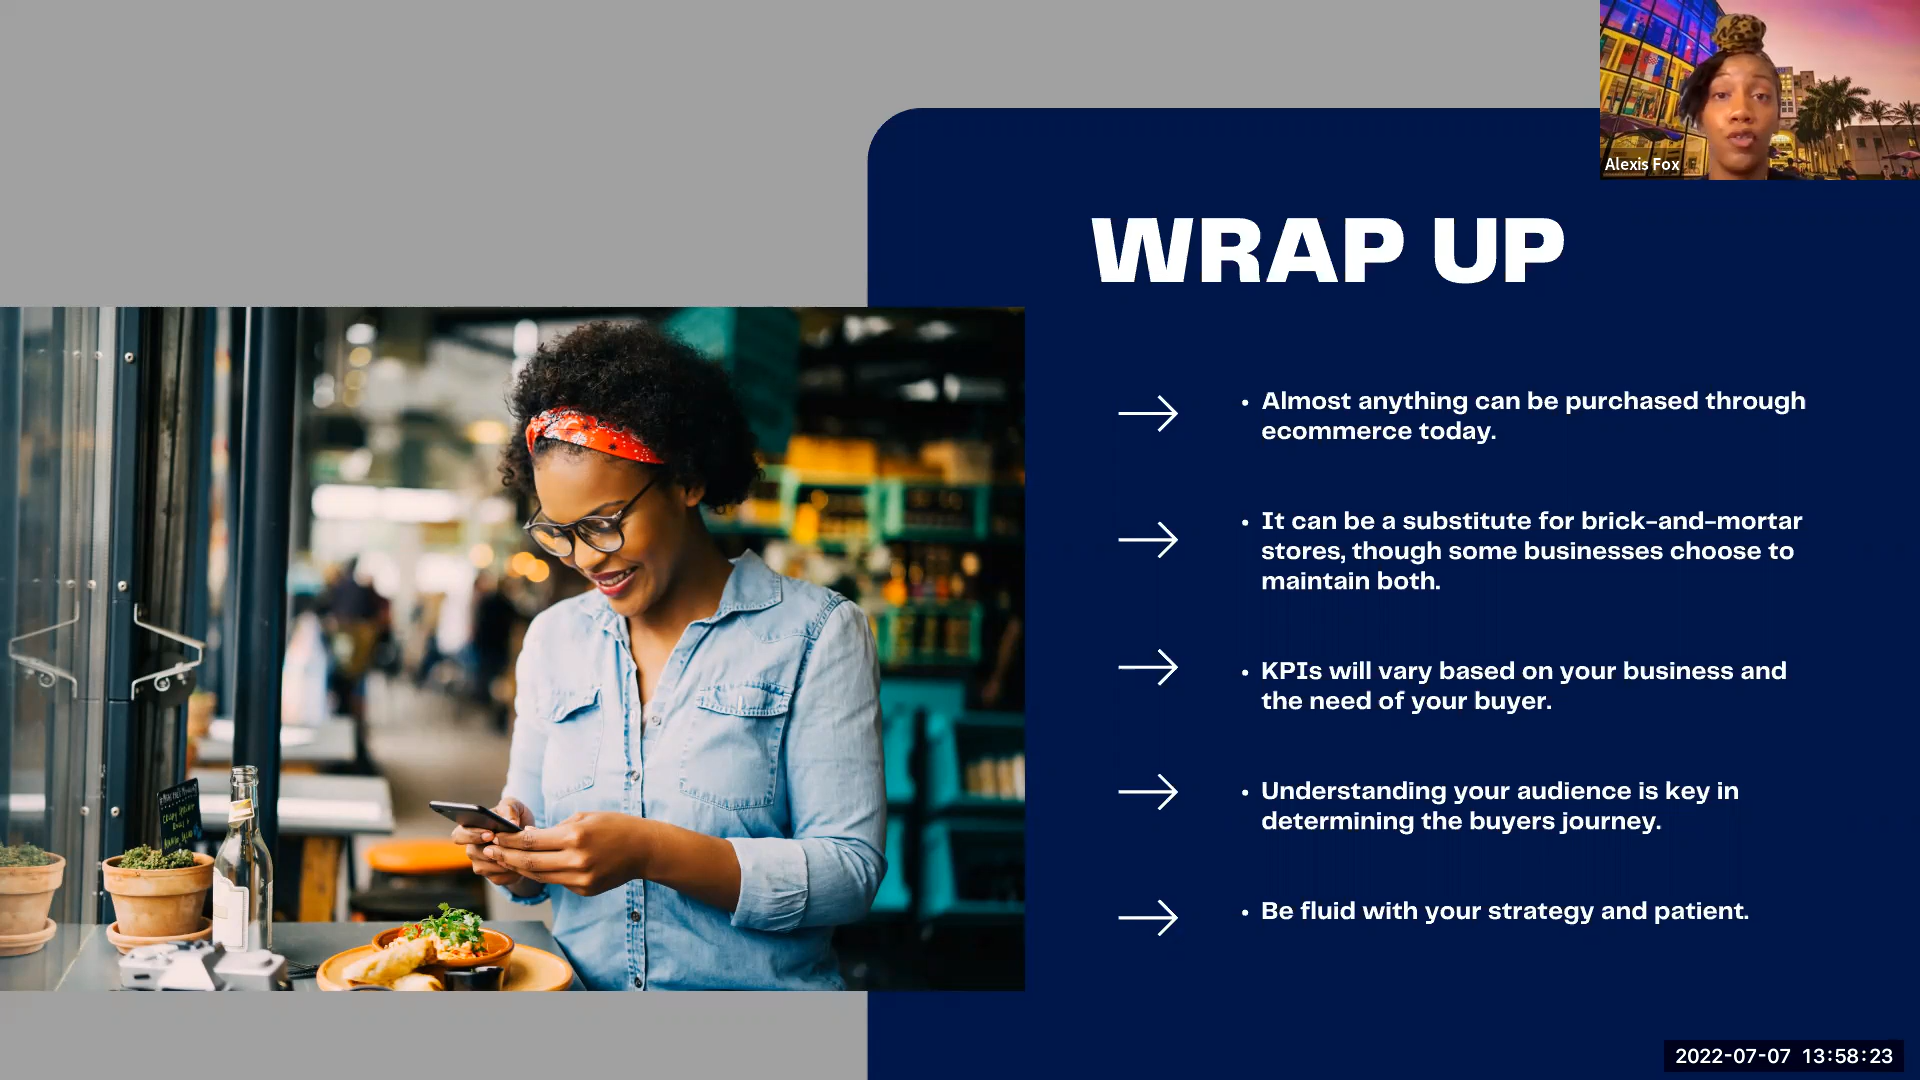 Alexis Fox
WRAP UP
• Almost anything can be purchased through
ecommerce today.
• It can be a substitute for brick-and-mortar
stores, though some businesses choose to
maintain both.
• KPIs will vary based on your business and
the need of your buyer.
• Understanding your audience is key in
determining the buyers journey.
• Be fluid with your strategy and patient.
2022-07-07 13:58:23